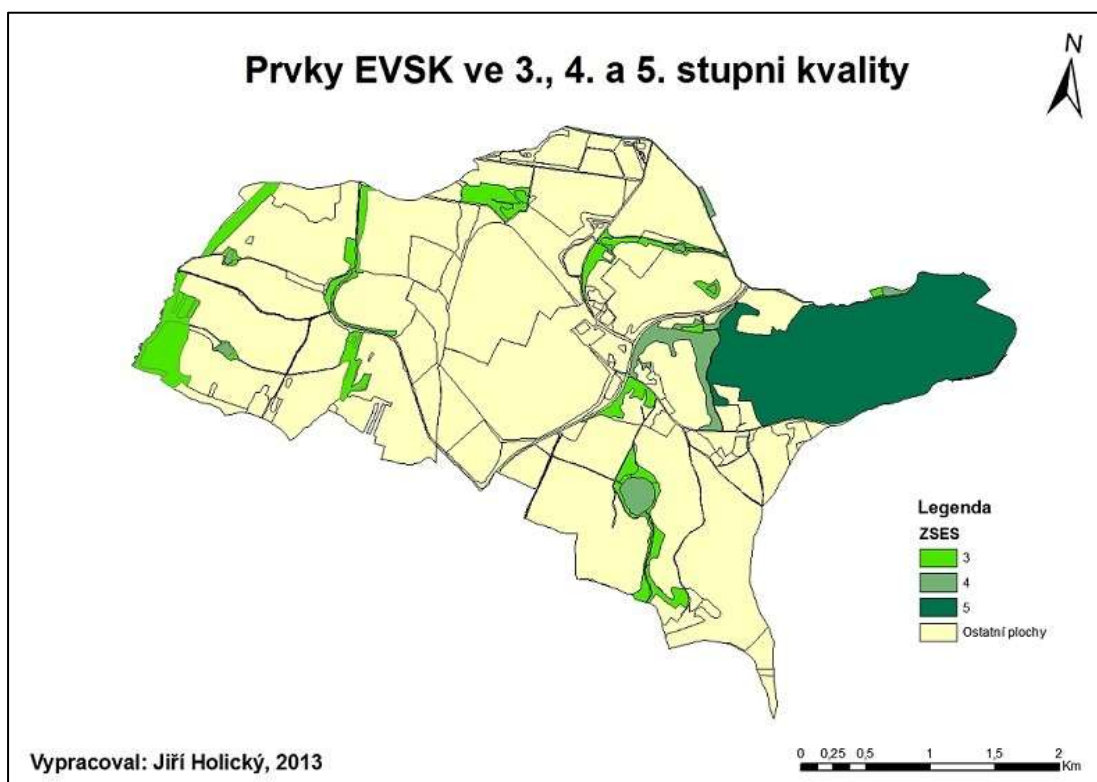 Prvky EVSK ve 3., 4. a 5. stupni kvality
N
Legenda
ZSES
3
4
5
Ostatní plochy
Vypracoval: Jiří Holický, 2013
0 0,25 0,5 1 1,5 2
Km